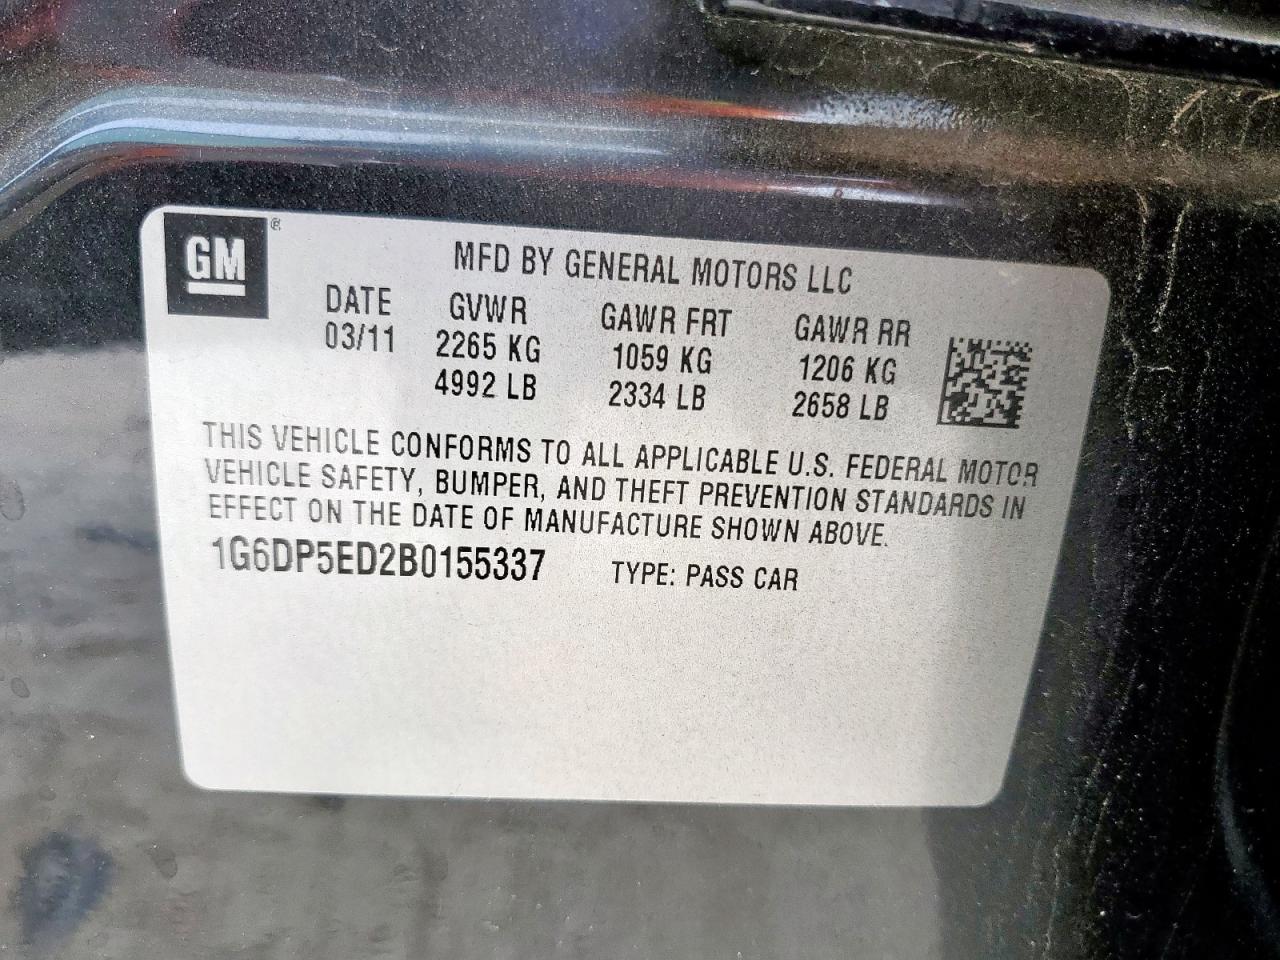 GM ®
MFD BY GENERAL MOTORS LLC
DATE GVWR GAWR FRT GAWR RR
03/11 2265 KG 1059 KG 1206 KG
4992 LB 2334 LB 2658 LB
THIS VEHICLE CONFORMS TO ALL APPLICABLE U.S. FEDERAL MOTOR
VEHICLE SAFETY, BUMPER, AND THEFT PREVENTION STANDARDS IN
EFFECT ON THE DATE OF MANUFACTURE SHOWN ABOVE.
1G6DP5ED2B0155337 TYPE: PASS CAR